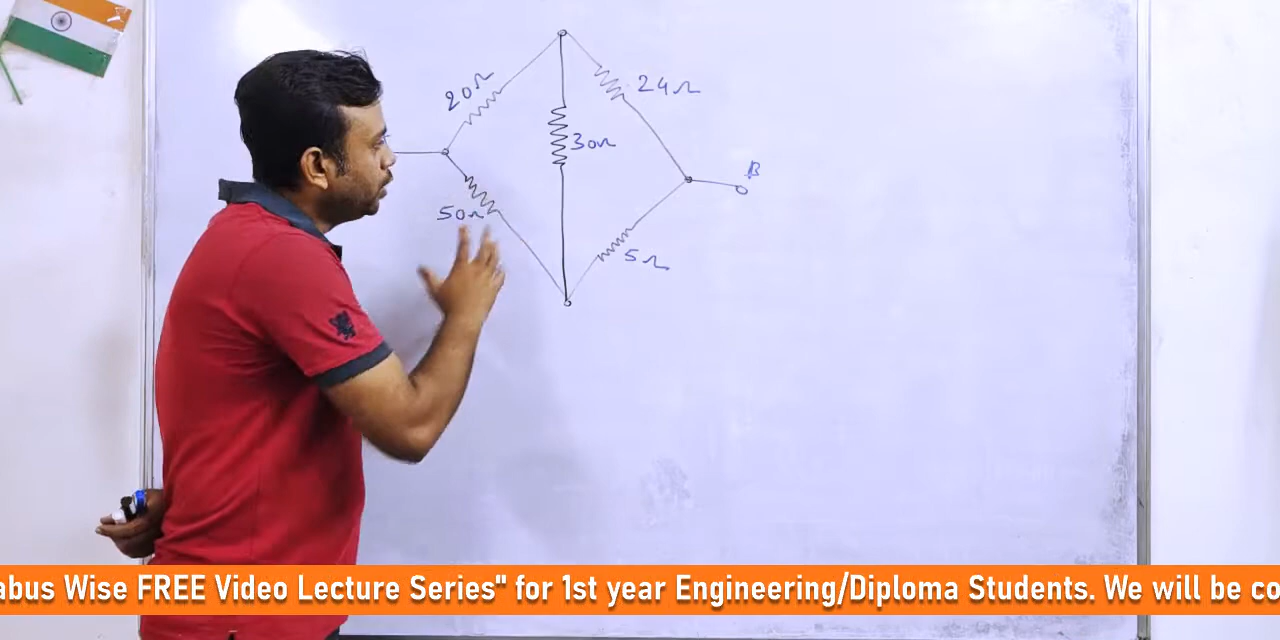 20Ω
24Ω
30Ω
B
50Ω
5Ω
abus Wise FREE Video Lecture Series" for 1st year Engineering/Diploma Students. We will be co